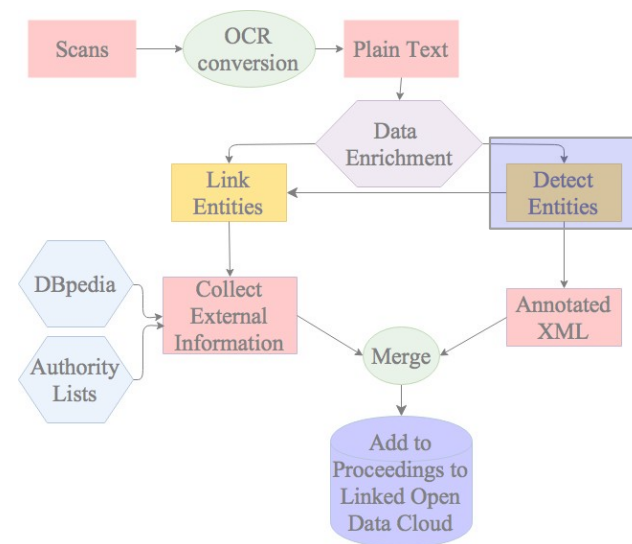 Scans
OCR
conversion
Plain Text
Data
Enrichment
Link
Entities
Detect
Entities
DBpedia
Collect
External
Information
Annotated
XML
Authority
Lists
Merge
Add to
Proceedings to
Linked Open
Data Cloud